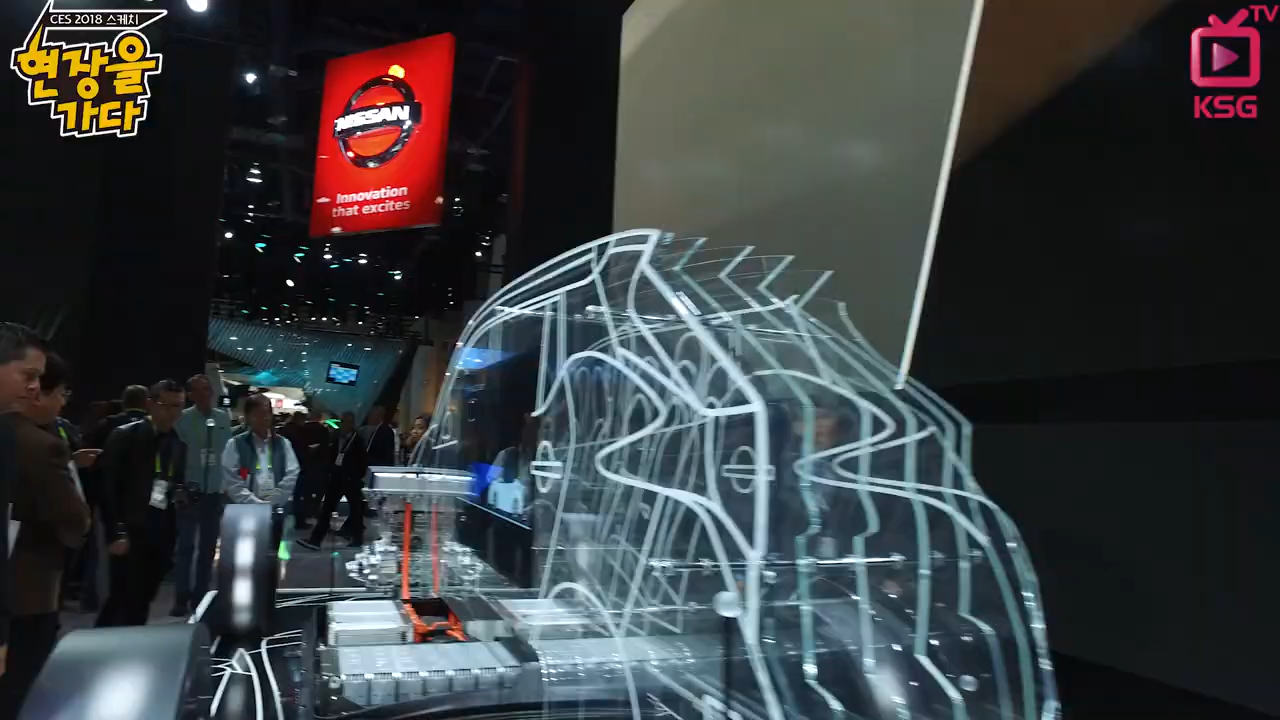 CES 2018 스케치
현장을
가다
NISSAN
Innovation
that excites
TV
KSG